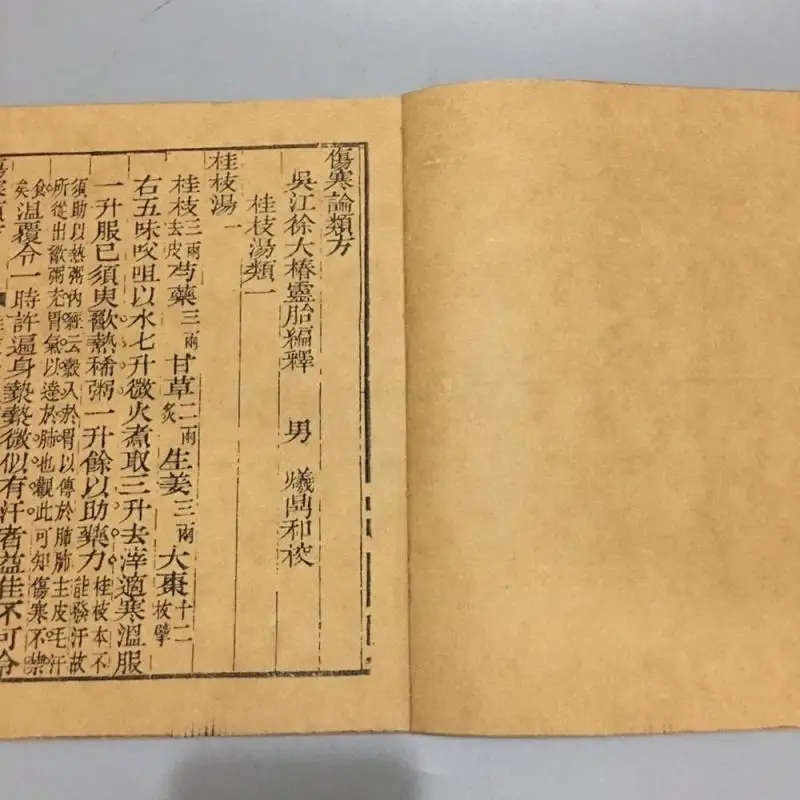 傷寒論類方
吳江徐大椿靈胎編釋 男 爔鼎和校
桂枝湯類一
桂枝湯 一
桂枝三兩去皮 芍藥三兩 甘草二兩炙 生姜三兩 大棗十二枚擘
右五味㕮咀以水七升微火煮取三升去滓適寒溫服
一升服已須臾歠熱稀粥一升餘以助藥力桂枝本不能發汗故
須助以熱粥內經云穀入於胃以傳於肺肺主皮毛汗
所從出歠粥充胃氣以達於肺也觀此可知傷寒不禁
食矣溫覆令一時許遍身漐漐微似有汗者益佳不可令